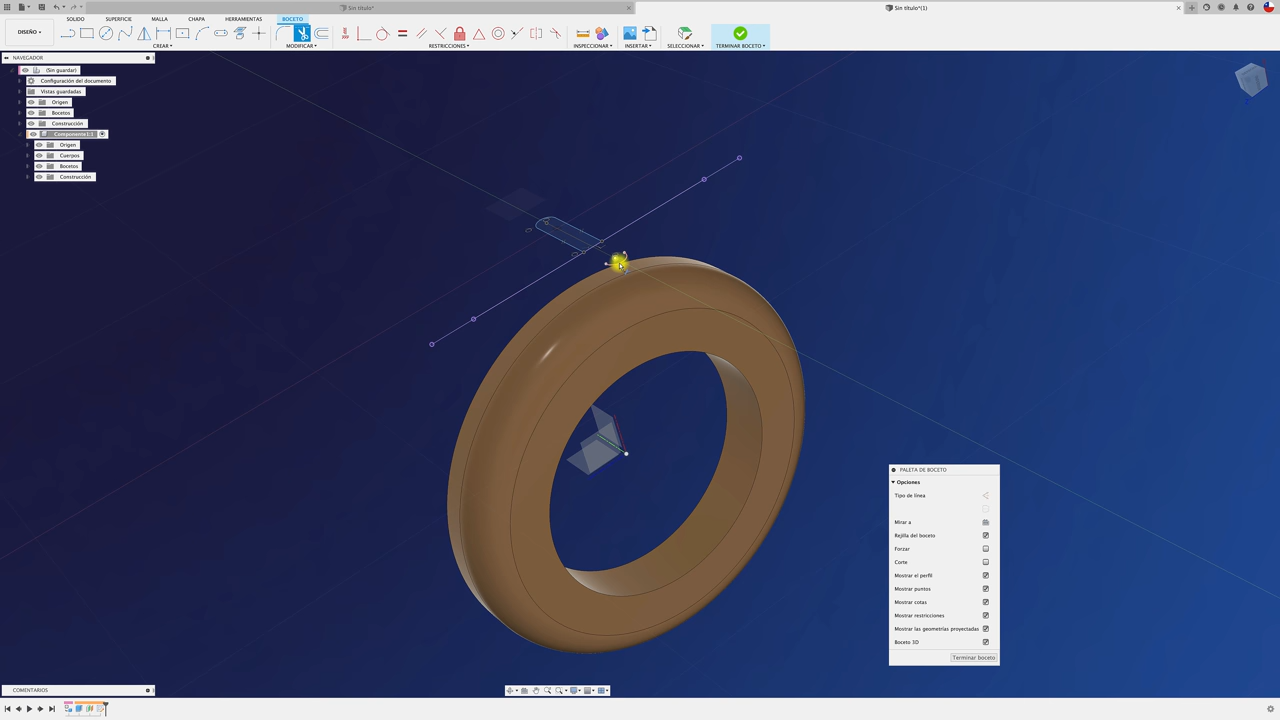 Sin título*
Sin título*(1)
SÓLIDO
SUPERFICIE
MALLA
CHAPA
HERRAMIENTAS
BOCETO
DISEÑO
CREAR
MODIFICAR
RESTRICCIONES
INSPECCIONAR
INSERTAR
SELECCIONAR
TERMINAR BOCETO
NAVEGADOR
(Sin guardar)
Configuración del documento
Vistas guardadas
Origen
Bocetos
Construcción
Componente1:1
Origen
Cuerpos
Bocetos
Construcción
PALETA DE BOCETO
Opciones
Tipo de línea
Mirar a
Rejilla del boceto
Forzar
Corte
Mostrar el perfil
Mostrar puntos
Mostrar cotas
Mostrar restricciones
Mostrar las geometrías proyectadas
Boceto 3D
Terminar boceto
COMENTARIOS